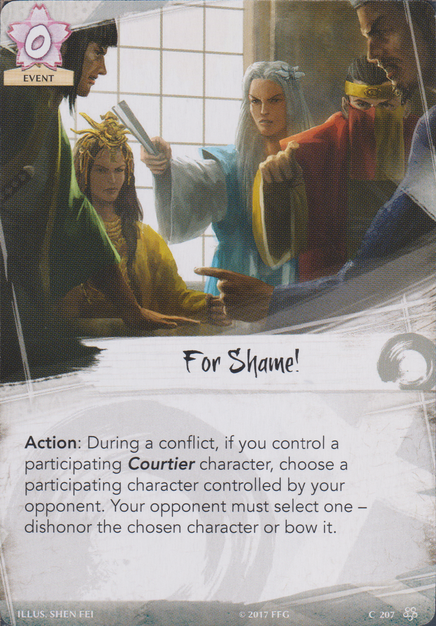 0
EVENT
For Shame!
Action: During a conflict, if you control a
participating Courtier character, choose a
participating character controlled by your
opponent. Your opponent must select one –
dishonor the chosen character or bow it.
ILLUS. SHEN FEI
© 2017 FFG
C 207